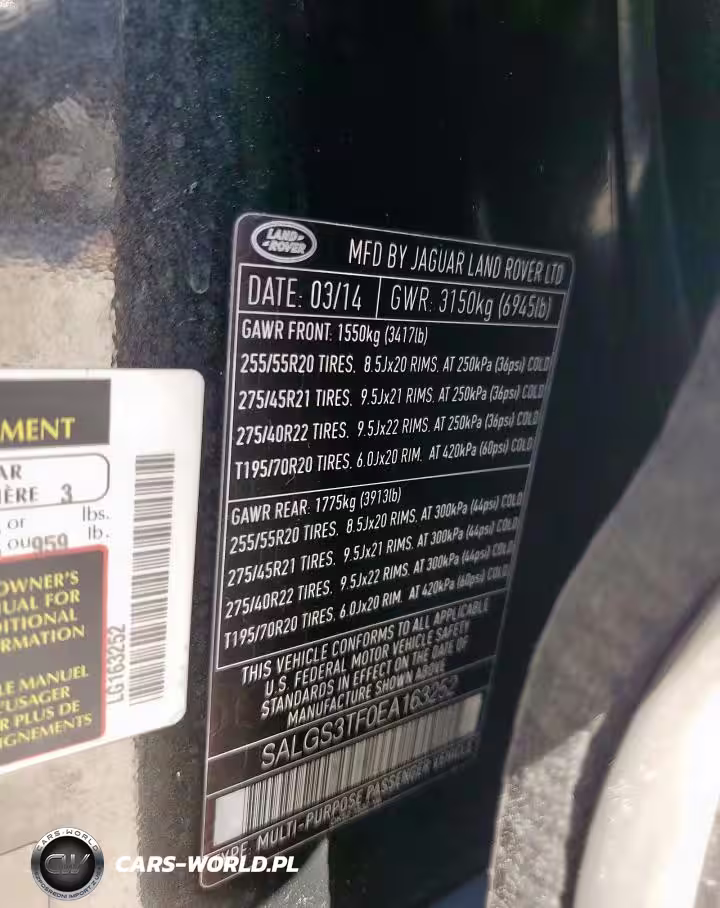 LAND-
ROVER
MFD BY JAGUAR LAND ROVER LTD
DATE: 03/14 GWR: 3150kg (6945lb)
GAWR FRONT: 1550kg (3417lb)
255/55R20 TIRES. 8.5Jx20 RIMS. AT 250kPa (36psi) COLD
275/45R21 TIRES. 9.5Jx21 RIMS. AT 250kPa (36psi) COLD
275/40R22 TIRES. 9.5Jx22 RIMS. AT 250kPa (36psi) COLD
T195/70R20 TIRES. 6.0Jx20 RIM. AT 420kPa (60psi) COLD
GAWR REAR: 1775kg (3913lb)
255/55R20 TIRES. 8.5Jx20 RIMS. AT 300kPa (44psi) COLD
275/45R21 TIRES. 9.5Jx21 RIMS. AT 300kPa (44psi) COLD
275/40R22 TIRES. 9.5Jx22 RIMS. AT 300kPa (44psi) COLD
T195/70R20 TIRES. 6.0Jx20 RIM. AT 420kPa (60psi) COLD
THIS VEHICLE CONFORMS TO ALL APPLICABLE
U.S. FEDERAL MOTOR VEHICLE SAFETY
STANDARDS IN EFFECT ON THE DATE OF
MANUFACTURE SHOWN ABOVE
SALGS3TF0EA163252
TYPE: MULTI-PURPOSE PASSENGER VEHICLE
MENT
AR
IÈRE 3
or lbs.
ou 959 lb.
OWNER'S
UAL FOR
ITIONAL
RMATION
LE MANUEL
'USAGER
R PLUS DE
IGNEMENTS
LG163252
CARS-WORLD
CW
CARS-WORLD.PL